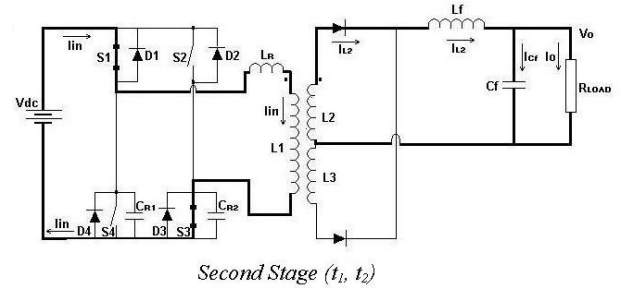 Lf
Iin
S1
D1
S2
D2
IL2
IL2
Vo
LR
ICf
Io
Vdc
Iin
L2
Cf
RLOAD
L1
L3
Iin
D4
S4
CR1
D3
S3
CR2
Second Stage (t1, t2)